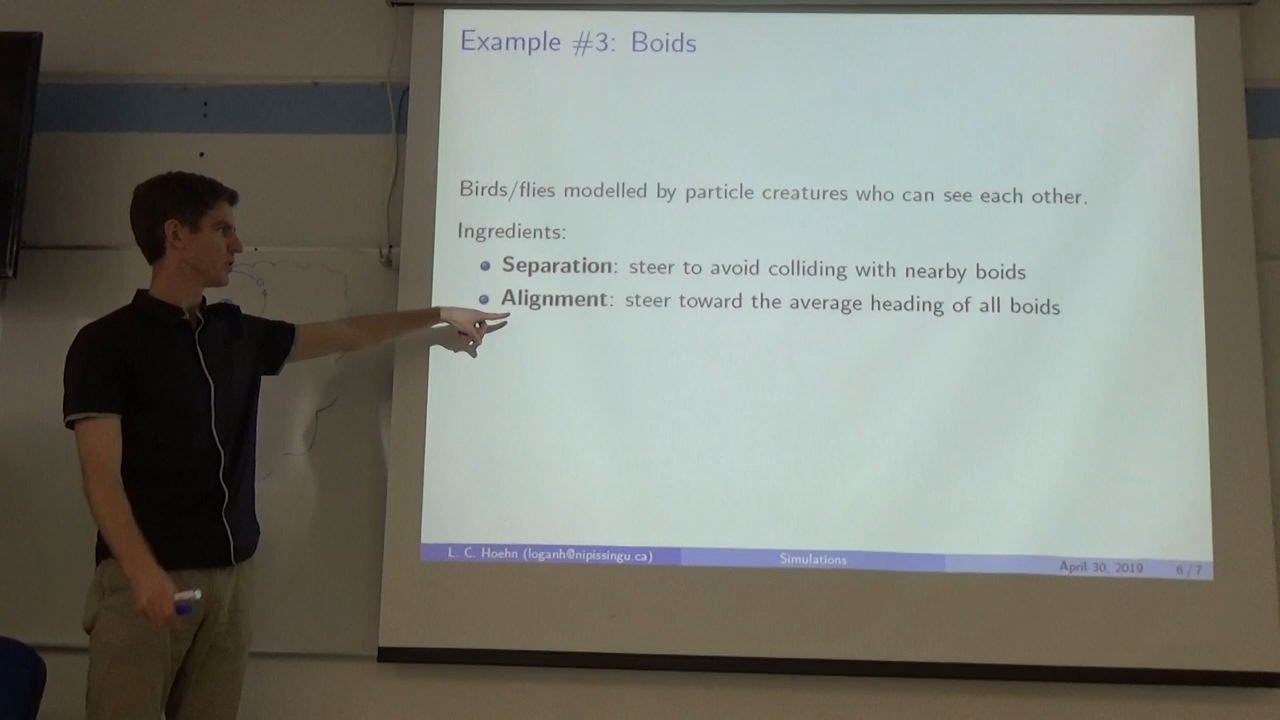 Example #3: Boids
Birds/flies modelled by particle creatures who can see each other.
Ingredients:
Separation: steer to avoid colliding with nearby boids
Alignment: steer toward the average heading of all boids
L. C. Hoehn (loganh@nipissingu.ca) Simulations April 30, 2019 6 / 7